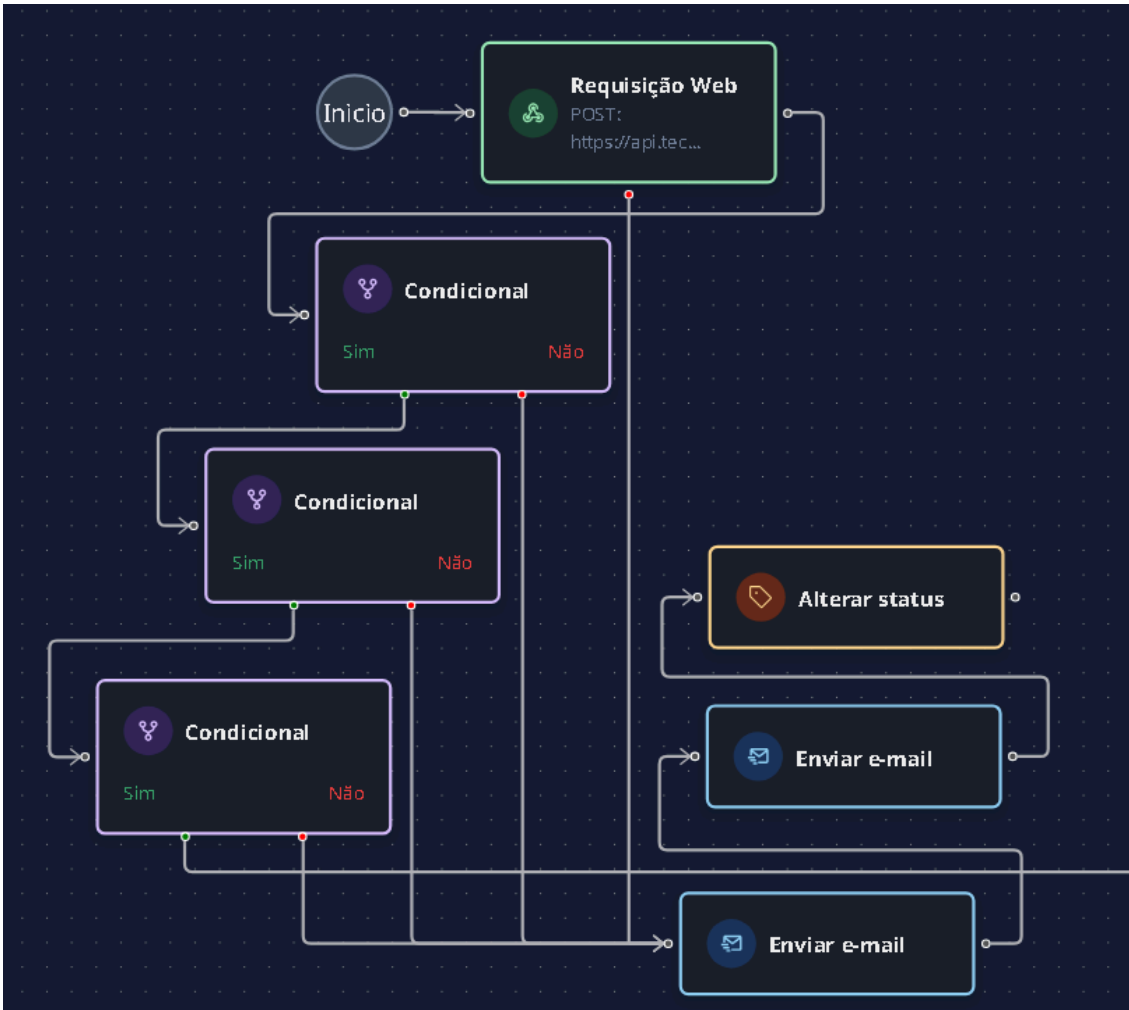 Inicio
Requisição Web
POST:
https://api.tec...
Condicional
Sim
Não
Condicional
Sim
Não
Alterar status
Condicional
Sim
Não
Enviar e-mail
Enviar e-mail